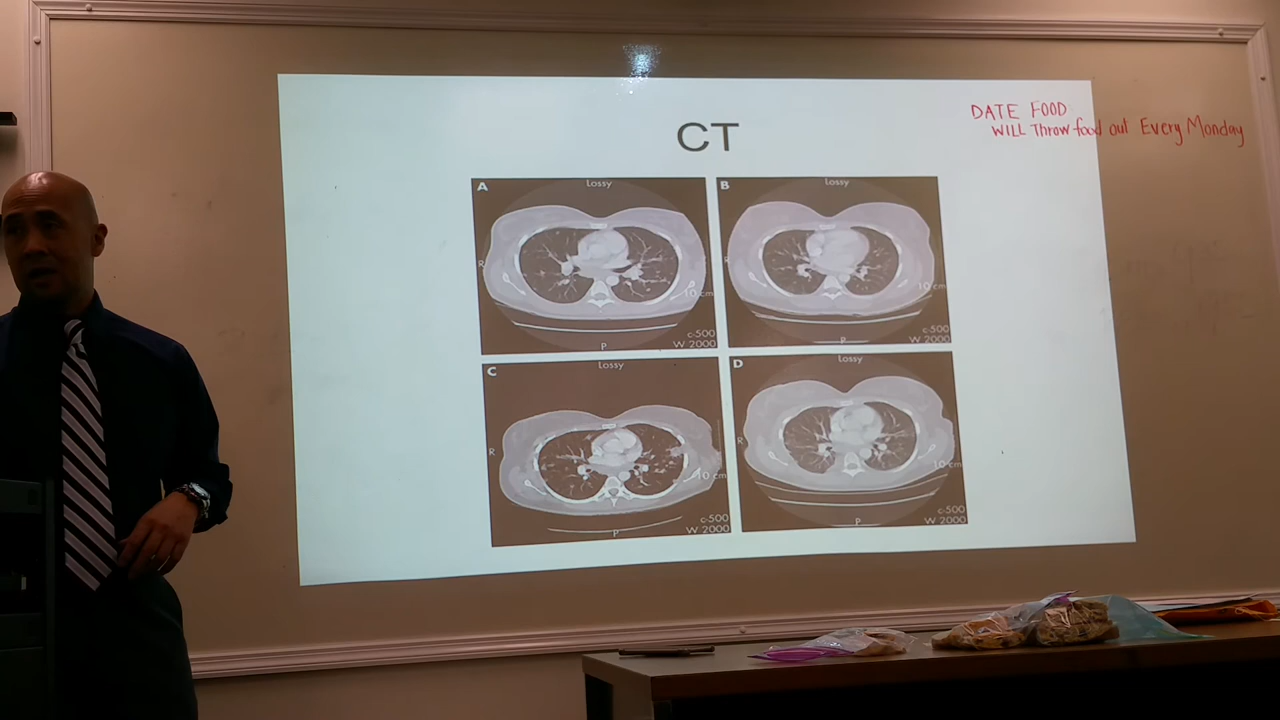 CT
DATE FOOD
WILL Throw food out Every Monday
A
Lossy
R
10 cm
c-500
W 2000
P
B
Lossy
R
10 cm
c-500
W 2000
P
C
Lossy
R
10 cm
c-500
W 2000
P
D
Lossy
R
10 cm
c-500
W 2000
P